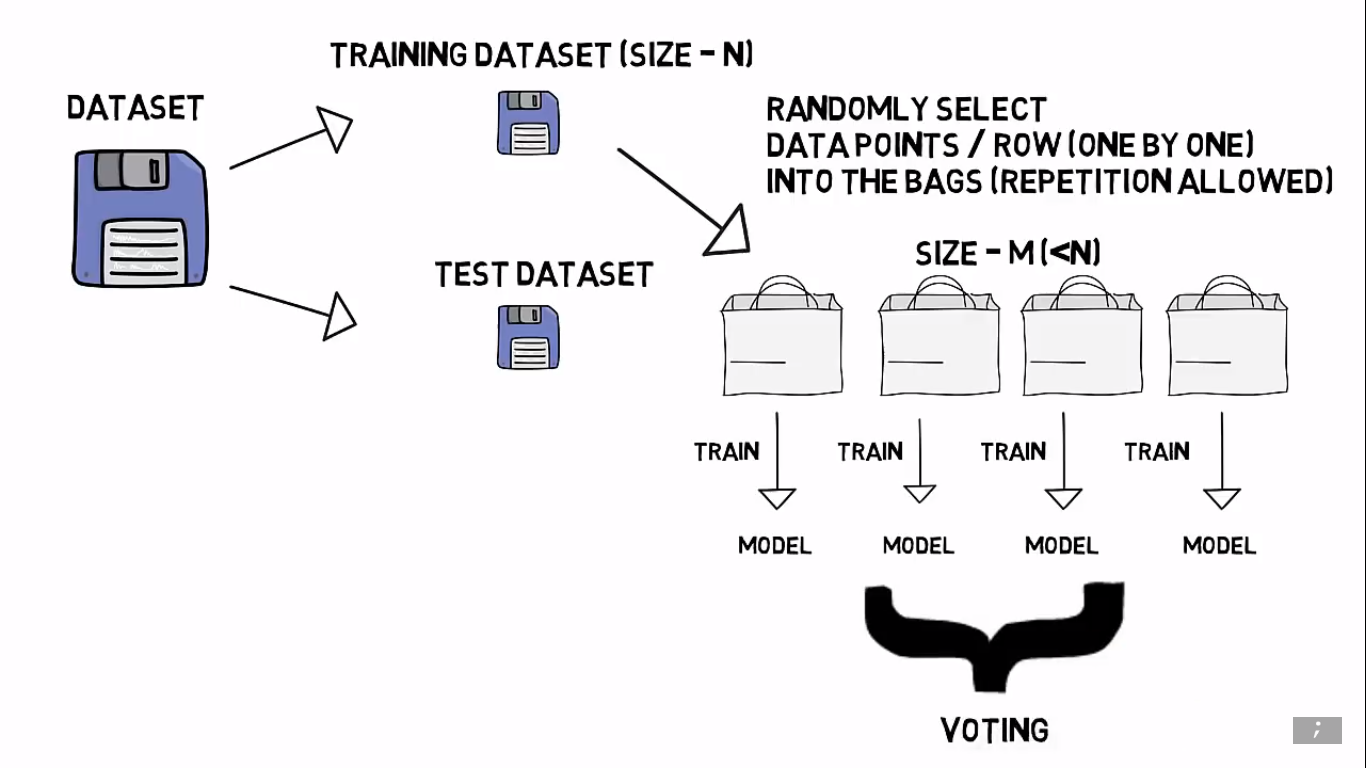 TRAINING DATASET (SIZE - N)
DATASET
RANDOMLY SELECT
DATA POINTS / ROW (ONE BY ONE)
INTO THE BAGS (REPETITION ALLOWED)
SIZE - M (<N)
TEST DATASET
TRAIN TRAIN TRAIN TRAIN
MODEL MODEL MODEL MODEL
VOTING
;